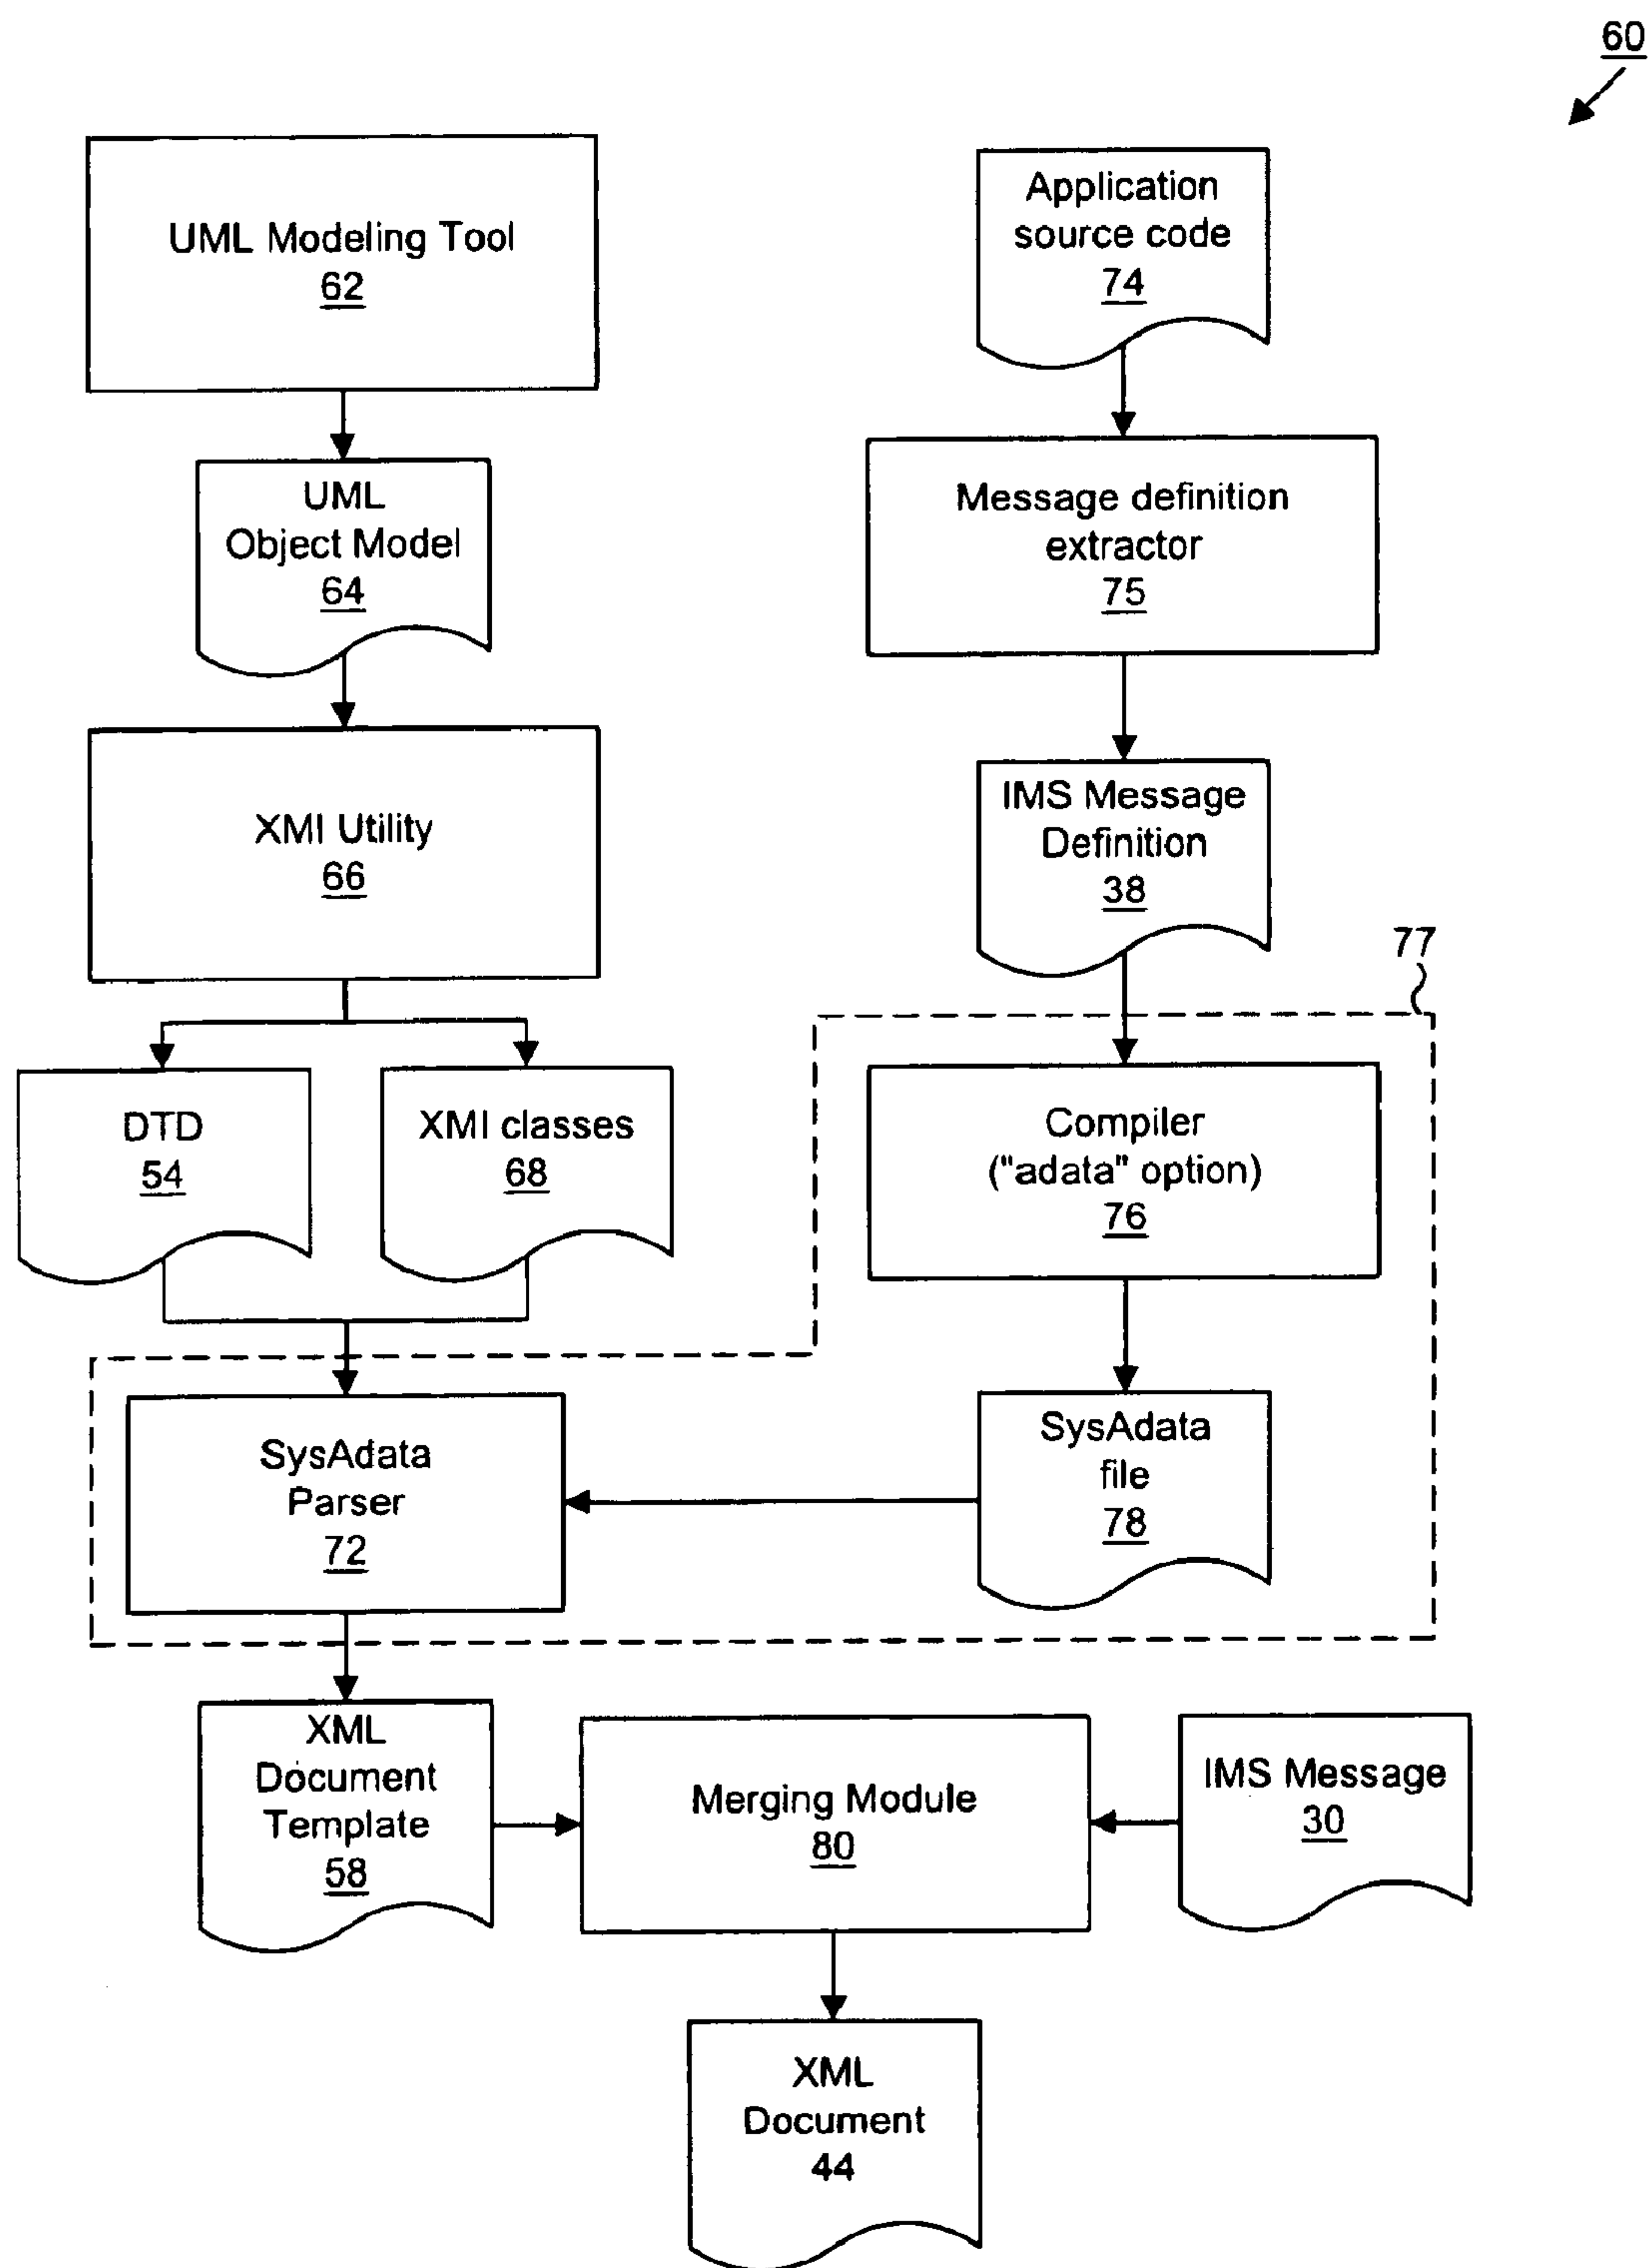 60
UML Modeling Tool
62
Application
source code
74
UML
Object Model
64
Message definition
extractor
75
XMI Utility
66
IMS Message
Definition
38
77
DTD
54
XMI classes
68
Compiler
("adata" option)
76
SysAdata
Parser
72
SysAdata
file
78
XML
Document
Template
58
Merging Module
80
IMS Message
30
XML
Document
44